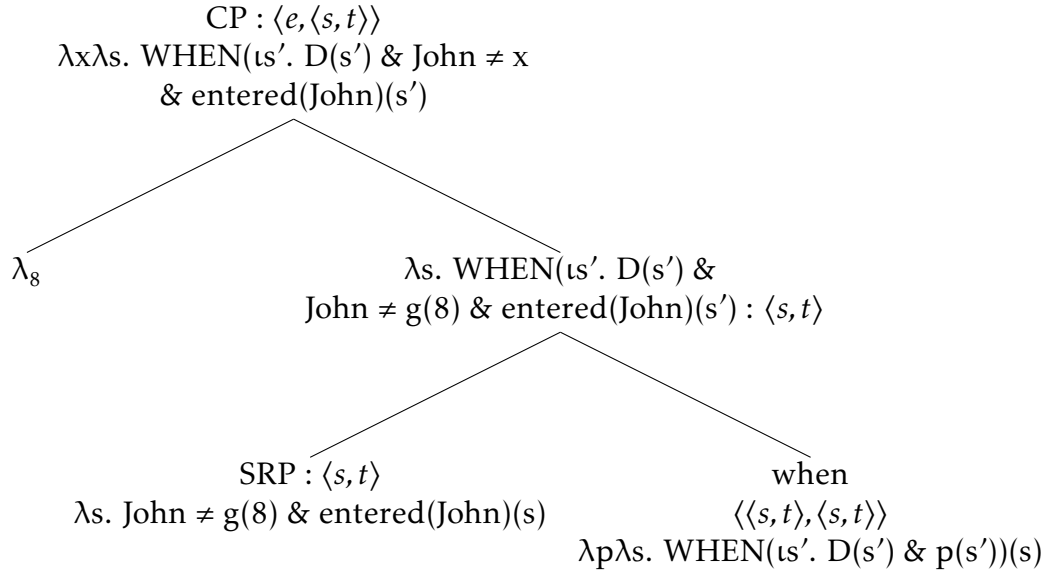 CP : ⟨e,⟨s,t⟩⟩
λxλs. WHEN(ιs’. D(s’) & John ≠ x
& entered(John)(s’)
λ₈
λs. WHEN(ιs’. D(s’) &
John ≠ g(8) & entered(John)(s’) : ⟨s,t⟩
SRP : ⟨s,t⟩
λs. John ≠ g(8) & entered(John)(s)
when
⟨⟨s,t⟩,⟨s,t⟩⟩
λpλs. WHEN(ιs’. D(s’) & p(s’))(s)